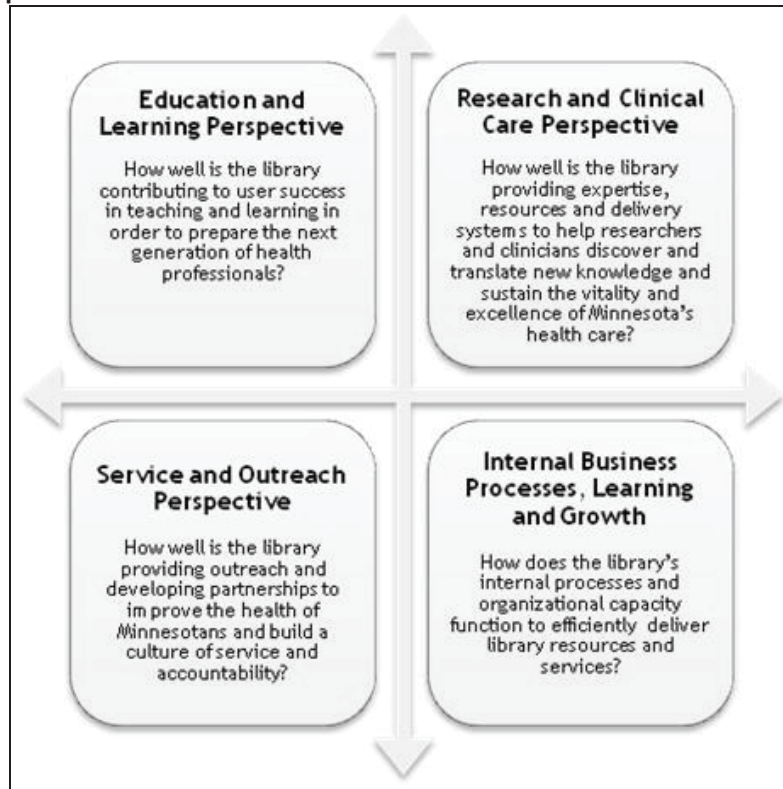 Education and
Learning Perspective
How well is the library
contributing to user success
in teaching and learning in
order to prepare the next
generation of health
professionals?
Research and Clinical
Care Perspective
How well is the library
providing expertise,
resources and delivery
systems to help researchers
and clinicians discover and
translate new knowledge and
sustain the vitality and
excellence of Minnesota's
health care?
Service and Outreach
Perspective
How well is the library
providing outreach and
developing partnerships to
improve the health of
Minnesotans and build a
culture of service and
accountability?
Internal Business
Processes, Learning
and Growth
How does the library's
internal processes and
organizational capacity
function to efficiently deliver
library resources and
services?